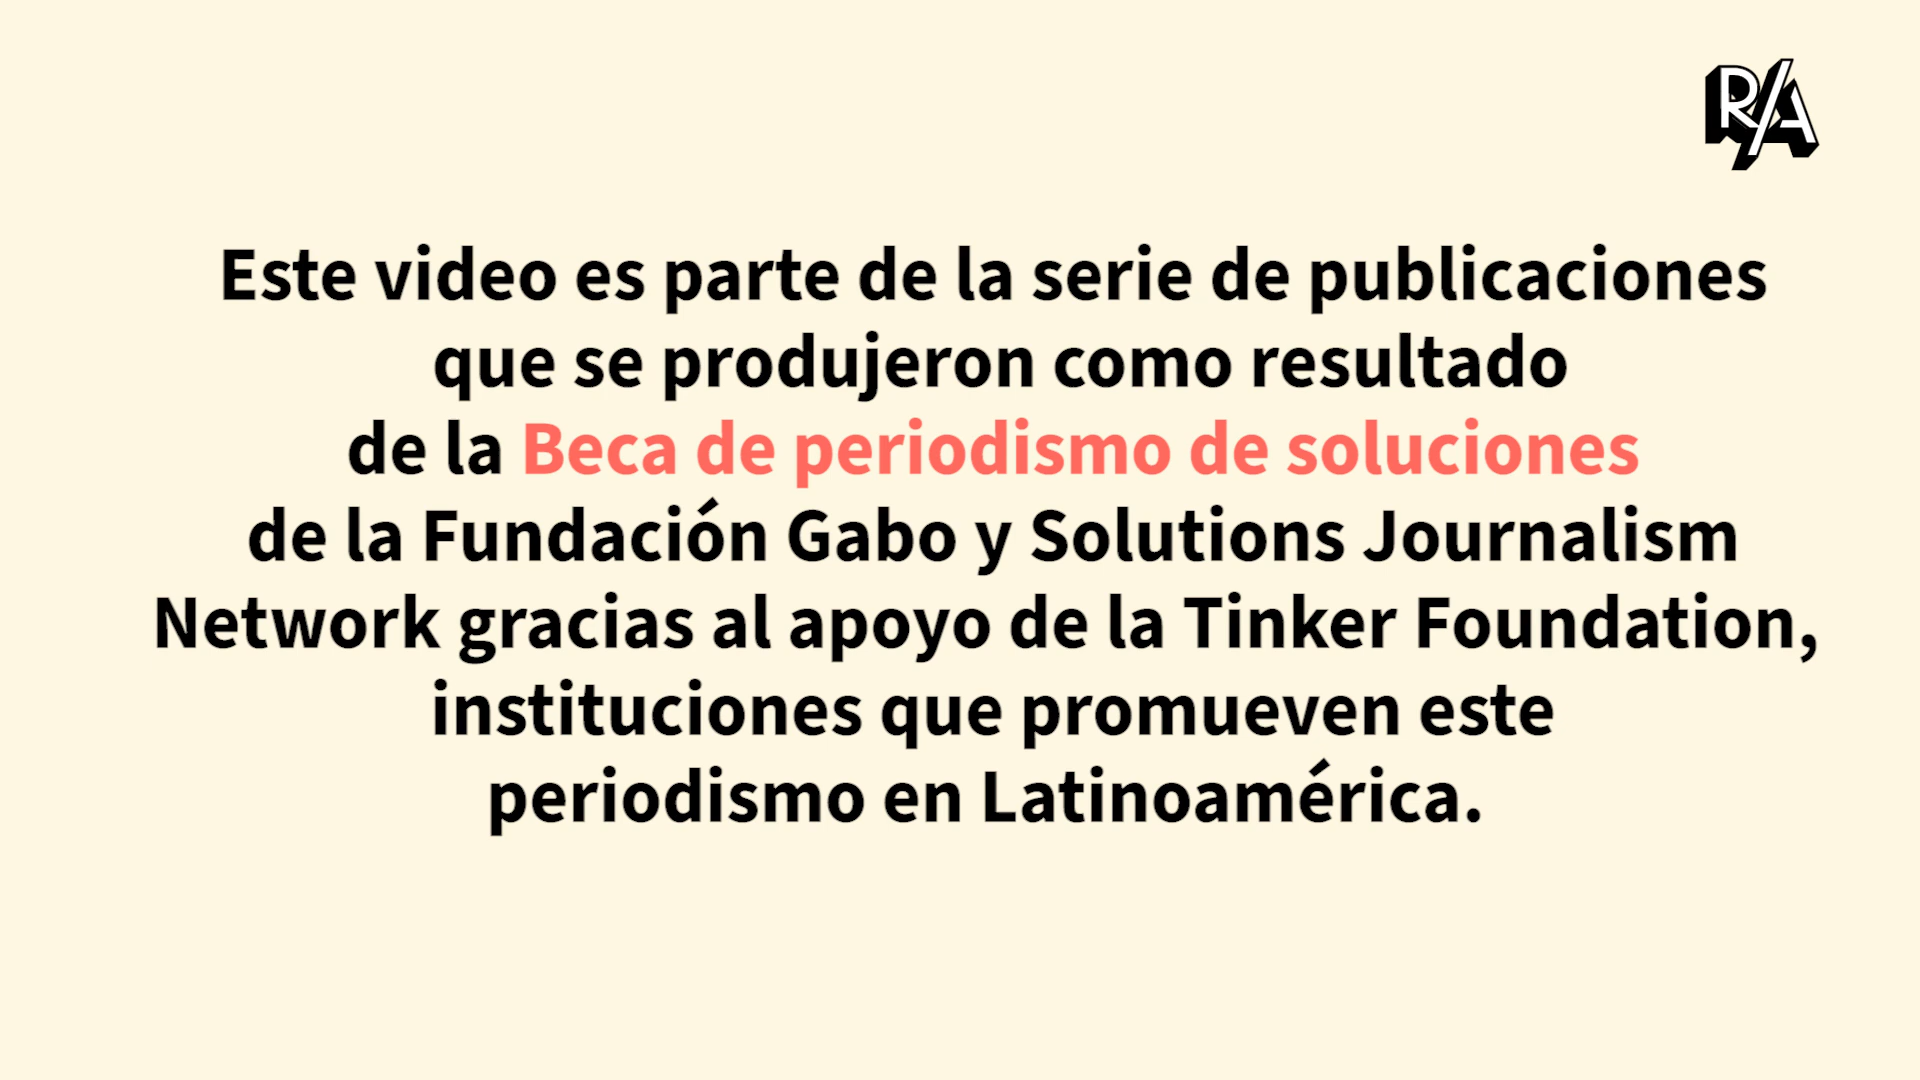 R/A
Este video es parte de la serie de publicaciones
que se produjeron como resultado
de la Beca de periodismo de soluciones
de la Fundación Gabo y Solutions Journalism
Network gracias al apoyo de la Tinker Foundation,
instituciones que promueven este
periodismo en Latinoamérica.